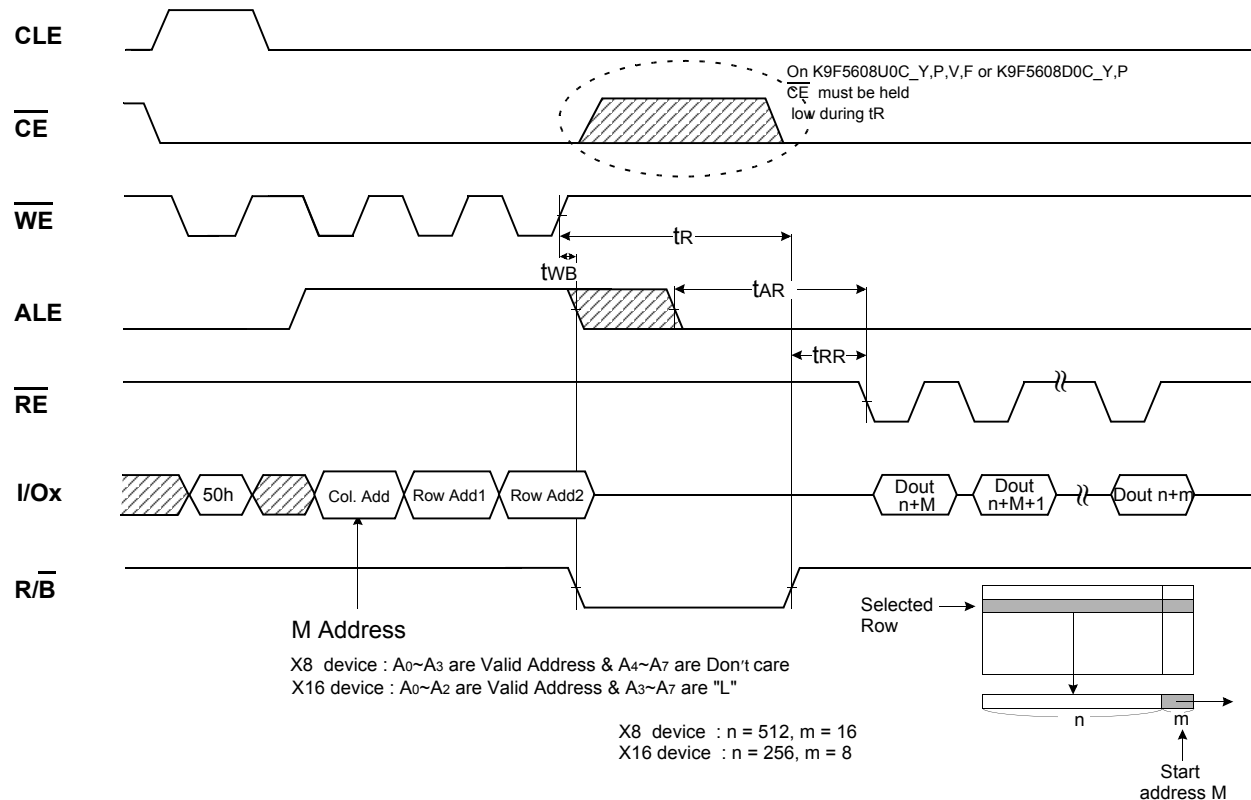 CLE
On K9F5608U0C_Y,P,V,F or K9F5608D0C_Y,P
CE must be held
low during tR
CE
WE
tR
tWB
ALE
tAR
tRR
RE
I/Ox
50h
Col. Add
Row Add1
Row Add2
Dout
n+M
Dout
n+M+1
Dout n+m
R/B
M Address
X8 device : A0~A3 are Valid Address & A4~A7 are Don't care
X16 device : A0~A2 are Valid Address & A3~A7 are "L"
Selected
Row
X8 device : n = 512, m = 16
X16 device : n = 256, m = 8
n
m
Start
address M